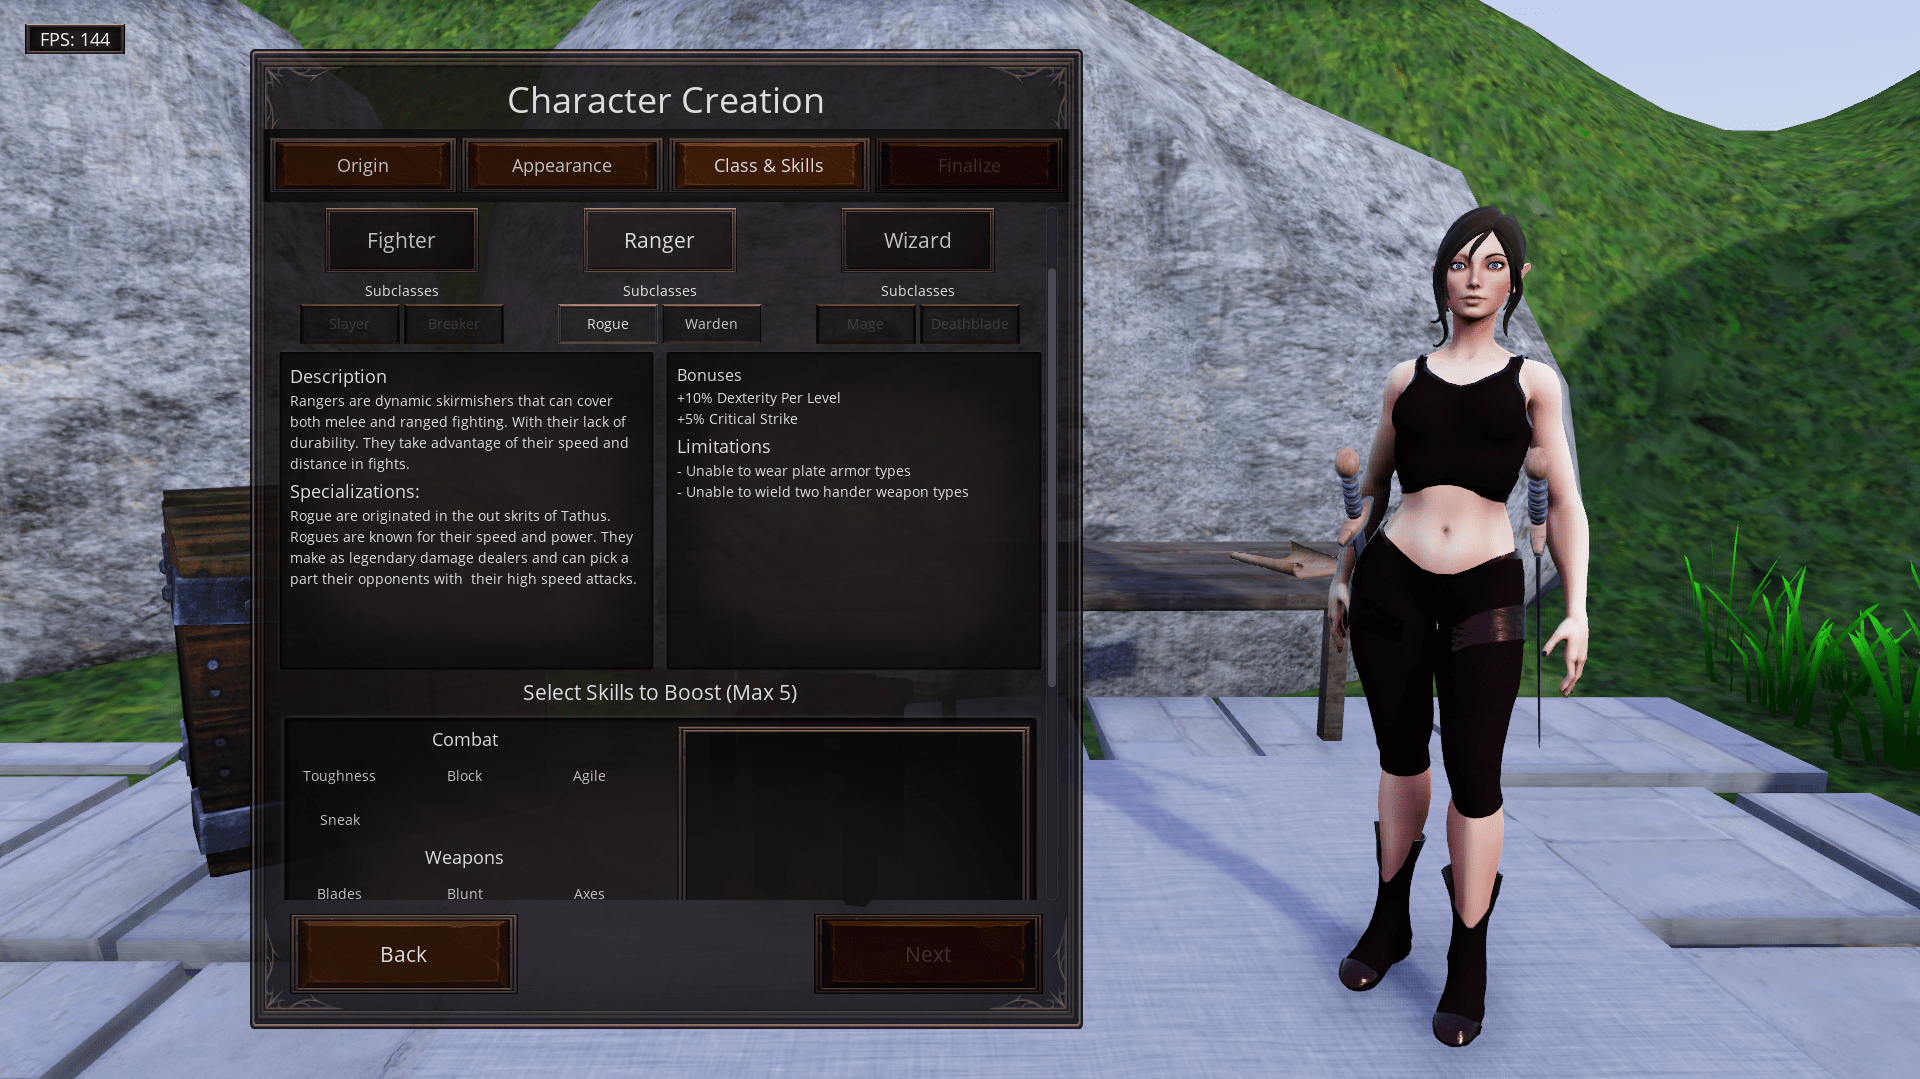 FPS: 144
Character Creation
Origin
Appearance
Class & Skills
Finalize
Fighter
Ranger
Wizard
Subclasses
Subclasses
Subclasses
Slayer
Breaker
Rogue
Warden
Mage
Deathblade
Description
Rangers are dynamic skirmishers that can cover
both melee and ranged fighting. With their lack of
durability. They take advantage of their speed and
distance in fights.
Specializations:
Rogue are originated in the out skrits of Tathus.
Rogues are known for their speed and power. They
make as legendary damage dealers and can pick a
part their opponents with  their high speed attacks.
Bonuses
+10% Dexterity Per Level
+5% Critical Strike
Limitations
- Unable to wear plate armor types
- Unable to wield two hander weapon types
Select Skills to Boost (Max 5)
Combat
Toughness
Block
Agile
Sneak
Weapons
Blades
Blunt
Axes
Back
Next